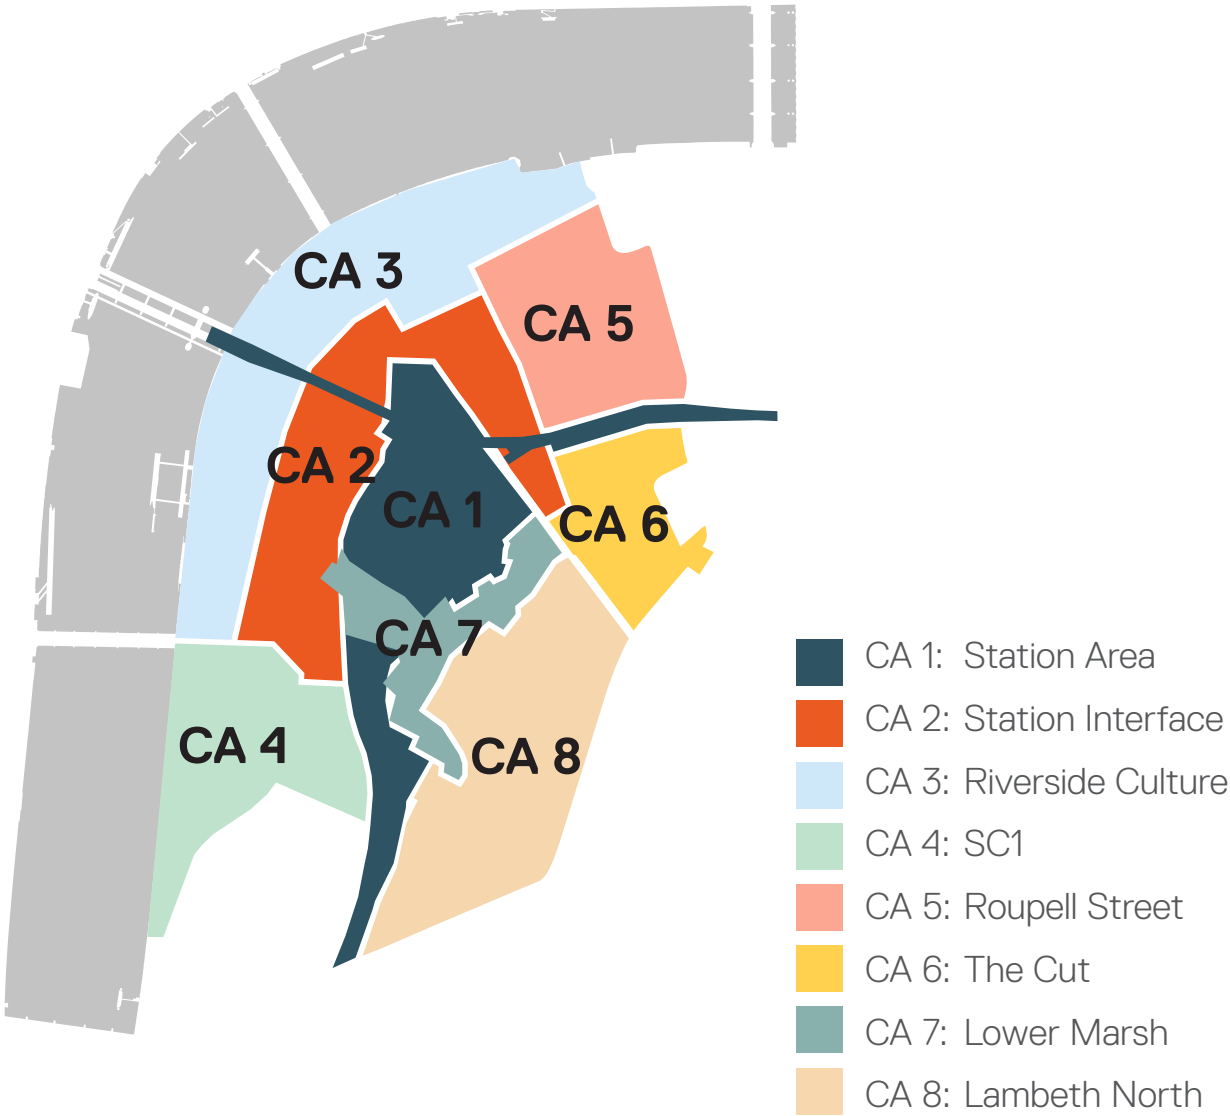 CA 3
CA 5
CA 2
CA 1
CA 6
CA 7
CA 4
CA 8
CA 1: Station Area
CA 2: Station Interface
CA 3: Riverside Culture
CA 4: SC1
CA 5: Roupell Street
CA 6: The Cut
CA 7: Lower Marsh
CA 8: Lambeth North